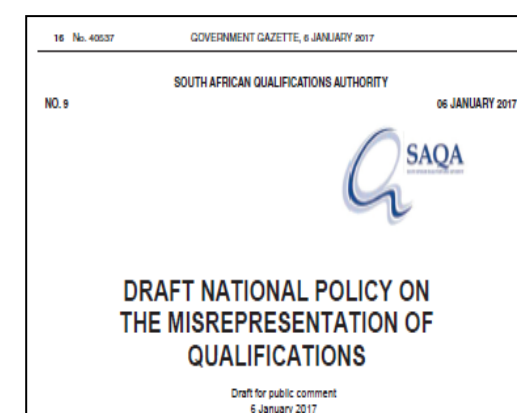 16 No. 40537 GOVERNMENT GAZETTE, 6 JANUARY 2017
SOUTH AFRICAN QUALIFICATIONS AUTHORITY
NO. 9 06 JANUARY 2017
SAQA
DRAFT NATIONAL POLICY ON
THE MISREPRESENTATION OF
QUALIFICATIONS
Draft for public comment
6 January 2017